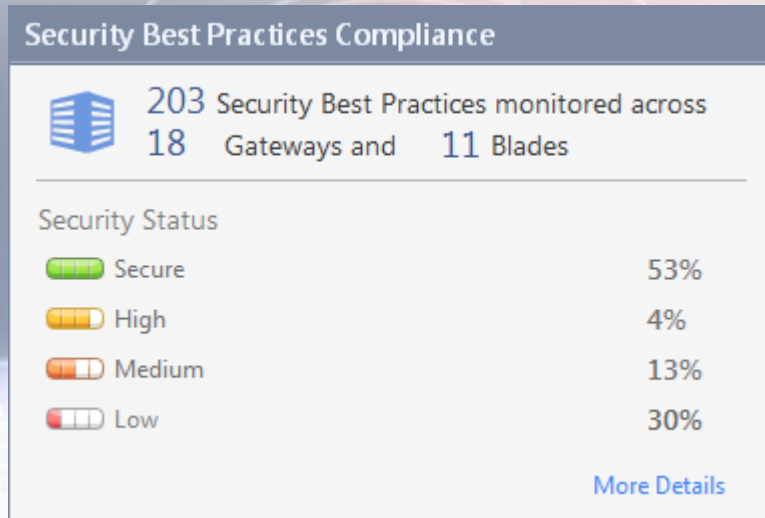 Security Best Practices Compliance
203 Security Best Practices monitored across
18 Gateways and 11 Blades
Security Status
Secure 53%
High 4%
Medium 13%
Low 30%
More Details